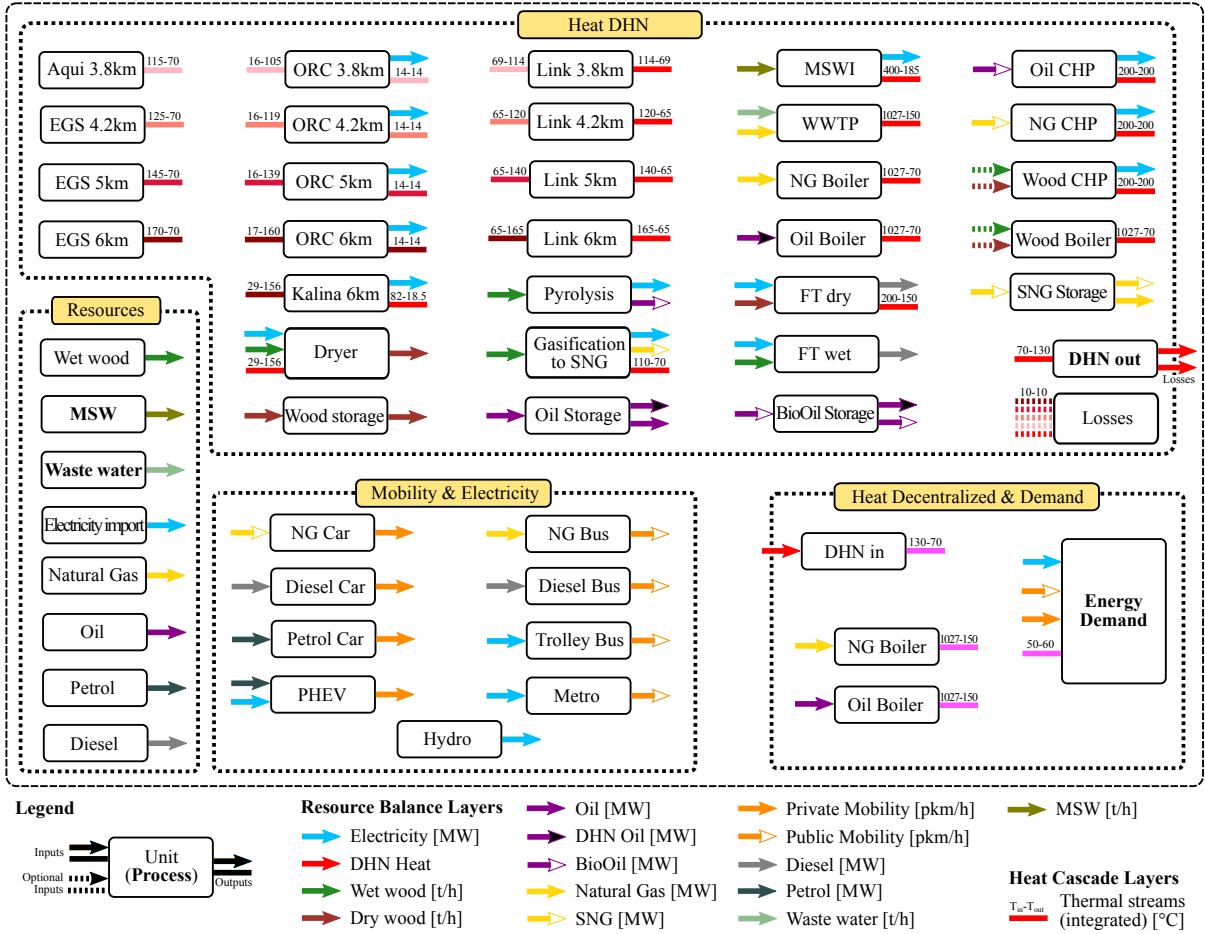 Heat DHN
Aqui 3.8km
115-70
16-105
ORC 3.8km
14-14
69-114
Link 3.8km
114-69
MSWI
400-185
Oil CHP
200-200
EGS 4.2km
125-70
16-119
ORC 4.2km
14-14
65-120
Link 4.2km
120-65
WWTP
1027-150
NG CHP
200-200
EGS 5km
145-70
16-139
ORC 5km
14-14
65-140
Link 5km
140-65
NG Boiler
1027-70
Wood CHP
200-200
EGS 6km
170-70
17-160
ORC 6km
14-14
65-165
Link 6km
165-65
Oil Boiler
1027-70
Wood Boiler
1027-70
29-156
Kalina 6km
82-18.5
Pyrolysis
FT dry
200-150
SNG Storage
29-156
Dryer
Gasification
to SNG
110-70
FT wet
70-130
DHN out
Losses
Wood storage
Oil Storage
BioOil Storage
10-10
Losses
Resources
Wet wood
MSW
Waste water
Electricity import
Natural Gas
Oil
Petrol
Diesel
Mobility & Electricity
NG Car
NG Bus
Diesel Car
Diesel Bus
Petrol Car
Trolley Bus
PHEV
Metro
Hydro
Heat Decentralized & Demand
DHN in
130-70
NG Boiler
1027-150
Oil Boiler
1027-150
50-60
Energy
Demand
Legend
Inputs
Optional
Inputs
Unit
(Process)
Outputs
Resource Balance Layers
Electricity [MW]
DHN Heat
Wet wood [t/h]
Dry wood [t/h]
Oil [MW]
DHN Oil [MW]
BioOil [MW]
Natural Gas [MW]
SNG [MW]
Private Mobility [pkm/h]
Public Mobility [pkm/h]
Diesel [MW]
Petrol [MW]
Waste water [t/h]
MSW [t/h]
Heat Cascade Layers
Tin-Tout
Thermal streams
(integrated) [°C]